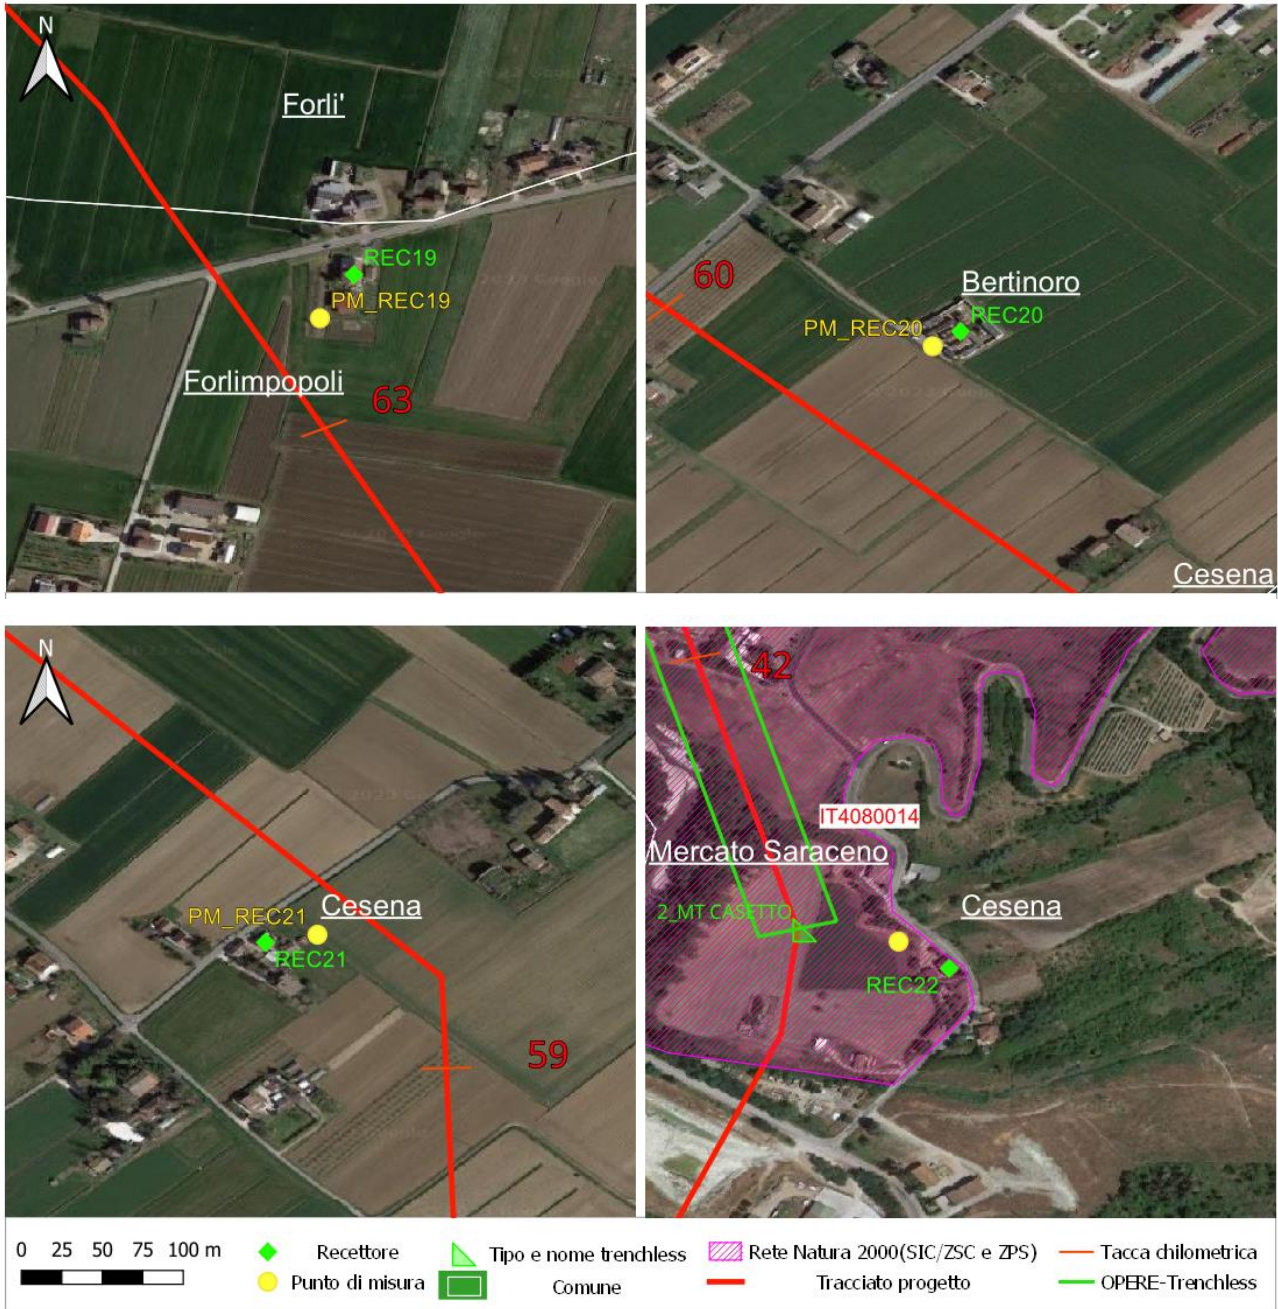 N
Forli'
REC19
PM_REC19
Forlimpopoli
63
60
Bertinoro
REC20
PM_REC20
Cesena
N
PM_REC21
Cesena
REC21
59
42
IT4080014
Mercato Saraceno
2_MT CASETTO
Cesena
REC22
0 25 50 75 100 m
Recettore
Punto di misura
Tipo e nome trenchless
Comune
Rete Natura 2000(SIC/ZSC e ZPS)
Tracciato progetto
Tacca chilometrica
OPERE-Trenchless